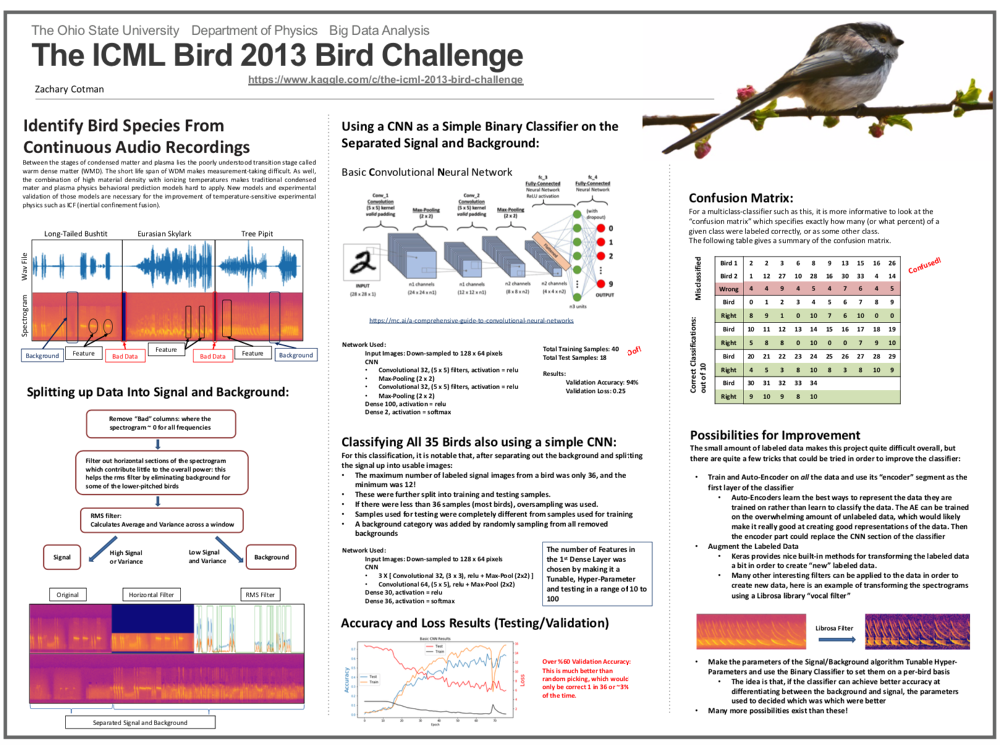 The Ohio State University Department of Physics Big Data Analysis
The ICML Bird 2013 Bird Challenge
https://www.kaggle.com/c/the-icml-2013-bird-challenge
Zachary Cotman
Identify Bird Species From
Continuous Audio Recordings
Between the stages of condensed matter and plasma lies the poorly understood transition stage called
warm dense matter (WMD). The short life span of WDM makes measurement-taking difficult. As well,
the combination of high material density with ionizing temperatures makes traditional condensed
mater and plasma physics behavioral prediction models hard to apply. New models and experimental
validation of those models are necessary for the improvement of temperature-sensitive experimental
physics such as ICF (inertial confinement fusion).
Long-Tailed Bushtit Eurasian Skylark Tree Pipit
Wav File
Spectrogram
Background Feature Bad Data Feature Bad Data Feature Background
Splitting up Data Into Signal and Background:
Remove “Bad” columns: where the
spectrogram ~ 0 for all frequencies
Filter out horizontal sections of the spectrogram
which contribute little to the overall power: this
helps the rms filter by eliminating background for
some of the lower-pitched birds
RMS filter:
Calculates Average and Variance across a window
Signal
High Signal
or Variance
Low Signal
and Variance
Background
Original Horizontal Filter RMS Filter
Separated Signal and Background
Using a CNN as a Simple Binary Classifier on the
Separated Signal and Background:
Basic Convolutional Neural Network
Conv_1
Convolution
(5 x 5) kernel
valid padding
Max-Pooling
(2 x 2)
Conv_2
Convolution
(5 x 5) kernel
valid padding
Max-Pooling
(2 x 2)
fc_3
Fully-Connected
Neural Network
ReLU activation
fc_4
Fully-Connected
Neural Network
(with
dropout)
Flattened
2
0
1
2
9
OUTPUT
INPUT
(28 x 28 x 1)
n1 channels
(24 x 24 x n1)
n1 channels
(12 x 12 x n1)
n2 channels
(8 x 8 x n2)
n2 channels
(4 x 4 x n2)
n3 units
https://mc.ai/a-comprehensive-guide-to-convolutional-neural-networks
Network Used:
Input Images: Down-sampled to 128 x 64 pixels
CNN
• Convolutional 32, (5 x 5) filters, activation = relu
• Max-Pooling (2 x 2)
• Convolutional 32, (5 x 5) filters, activation = relu
• Max-Pooling (2 x 2)
Dense 100, activation = relu
Dense 2, activation = softmax
Total Training Samples: 40
Oof!
Total Test Samples: 18
Results:
Validation Accuracy: 94%
Validation Loss: 0.25
Classifying All 35 Birds also using a simple CNN:
For this classification, it is notable that, after separating out the background and splitting
the signal up into usable images:
• The maximum number of labeled signal images from a bird was only 36, and the
minimum was 12!
• These were further split into training and testing samples.
• If there were less than 36 samples (most birds), oversampling was used.
• Samples used for testing were completely different from samples used for training
• A background category was added by randomly sampling from all removed
backgrounds
Network Used:
Input Images: Down-sampled to 128 x 64 pixels
CNN
• 3 X [ Convolutional 32, (3 x 3), relu + Max-Pool (2x2) ]
• Convolutional 64, (5 x 5), relu + Max-Pool (2x2)
Dense 30, activation = relu
Dense 36, activation = softmax
The number of Features in
the 1st Dense Layer was
chosen by making it a
Tunable, Hyper-Parameter
and testing in a range of 10 to
100
Accuracy and Loss Results (Testing/Validation)
Basic CNN Results
Test
Train
Test
Train
Accuracy
Loss
0.7
0.6
0.5
0.4
0.3
0.2
0.1
0.0
16
14
12
10
8
6
4
2
0 10 20 30 40 50 60 70
Epoch
Over %60 Validation Accuracy:
This is much better than
random picking, which would
only be correct 1 in 36 or ~3%
of the time.
Confusion Matrix:
For a multiclass-classifier such as this, it is more informative to look at the
“confusion matrix” which specifies exactly how many (or what percent) of a
given class were labeled correctly, or as some other class.
The following table gives a summary of the confusion matrix.
Misclassified
Correct Classifications:
out of 10
Confused!
Bird 1 2 2 3 6 8 9 13 15 16 26
Bird 2 1 12 27 10 28 16 30 33 4 14
Wrong 4 4 9 4 5 4 7 6 4 5
Bird 0 1 2 3 4 5 6 7 8 9
Right 8 9 1 0 10 7 6 10 0 0
Bird 10 11 12 13 14 15 16 17 18 19
Right 5 8 8 0 10 0 0 7 9 10
Bird 20 21 22 23 24 25 26 27 28 29
Right 4 5 3 8 10 8 3 8 10 9
Bird 30 31 32 33 34
Right 9 10 9 8 10
Possibilities for Improvement
The small amount of labeled data makes this project quite difficult overall, but
there are quite a few tricks that could be tried in order to improve the classifier:
• Train and Auto-Encoder on all the data and use its “encoder” segment as the
first layer of the classifier
• Auto-Encoders learn the best ways to represent the data they are
trained on rather than learn to classify the data. The AE can be trained
on the overwhelming amount of unlabeled data, which would likely
make it really good at creating good representations of the data. Then
the encoder part could replace the CNN section of the classifier
• Augment the Labeled Data
• Keras provides nice built-in methods for transforming the labeled data
a bit in order to create “new” labeled data.
• Many other interesting filters can be applied to the data in order to
create new data, here is an example of transforming the spectrograms
using a Librosa library “vocal filter”
Librosa Filter
• Make the parameters of the Signal/Background algorithm Tunable Hyper-
Parameters and use the Binary Classifier to set them on a per-bird basis
• The idea is that, if the classifier can achieve better accuracy at
differentiating between the background and signal, the parameters
used to decided which was which were better
• Many more possibilities exist than these!